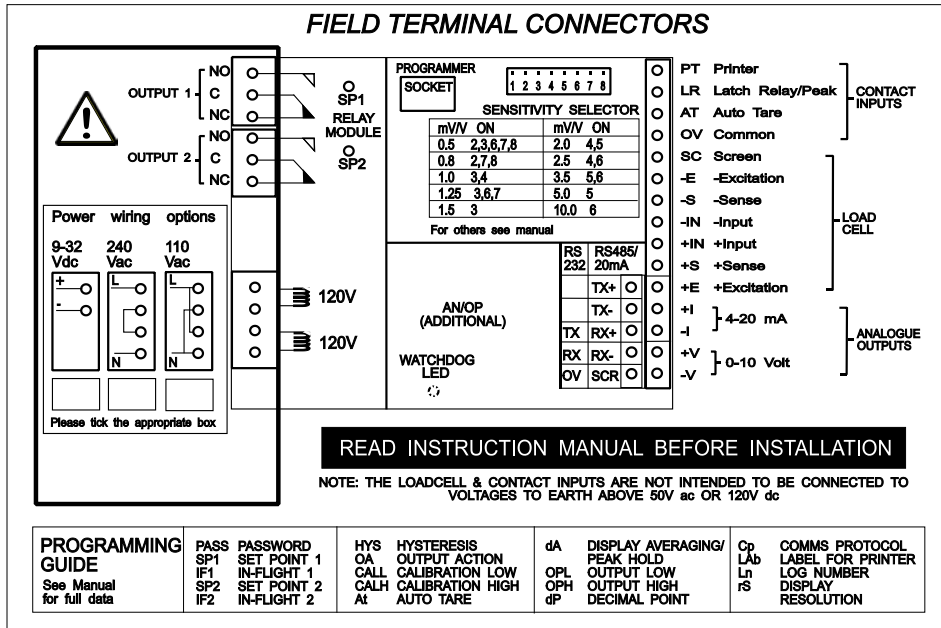 FIELD TERMINAL CONNECTORS
OUTPUT 1
NO
C
NC
OUTPUT 2
NO
C
NC
SP1
RELAY
MODULE
SP2
Power wiring options
9-32
Vdc
240
Vac
110
Vac
+
-
L
N
L
N
Please tick the appropriate box
120V
120V
PROGRAMMER
SOCKET
1 2 3 4 5 6 7 8
SENSITIVITY SELECTOR
mV/V ON mV/V ON
0.5 2,3,6,7,8 2.0 4,5
0.8 2,7,8 2.5 4,6
1.0 3,4 3.5 5,6
1.25 3,6,7 5.0 5
1.5 3 10.0 6
For others see manual
AN/OP
(ADDITIONAL)
WATCHDOG
LED
RS
232
RS485/
20mA
TX+
TX-
TX RX+
RX RX-
OV SCR
PT Printer
LR Latch Relay/Peak
AT Auto Tare
OV Common
CONTACT
INPUTS
SC Screen
-E -Excitation
-S -Sense
-IN -Input
+IN +Input
+S +Sense
+E +Excitation
LOAD
CELL
+I
-I
4-20 mA
+V
-V
0-10 Volt
ANALOGUE
OUTPUTS
READ INSTRUCTION MANUAL BEFORE INSTALLATION
NOTE: THE LOADCELL & CONTACT INPUTS ARE NOT INTENDED TO BE CONNECTED TO
VOLTAGES TO EARTH ABOVE 50V ac OR 120V dc
PROGRAMMING
GUIDE
See Manual
for full data
PASS PASSWORD
SP1 SET POINT 1
IF1 IN-FLIGHT 1
SP2 SET POINT 2
IF2 IN-FLIGHT 2
HYS HYSTERESIS
OA OUTPUT ACTION
CALL CALIBRATION LOW
CALH CALIBRATION HIGH
At AUTO TARE
dA DISPLAY AVERAGING/
PEAK HOLD
OPL OUTPUT LOW
OPH OUTPUT HIGH
dP DECIMAL POINT
Cp COMMS PROTOCOL
LAb LABEL FOR PRINTER
Ln LOG NUMBER
rS DISPLAY
RESOLUTION